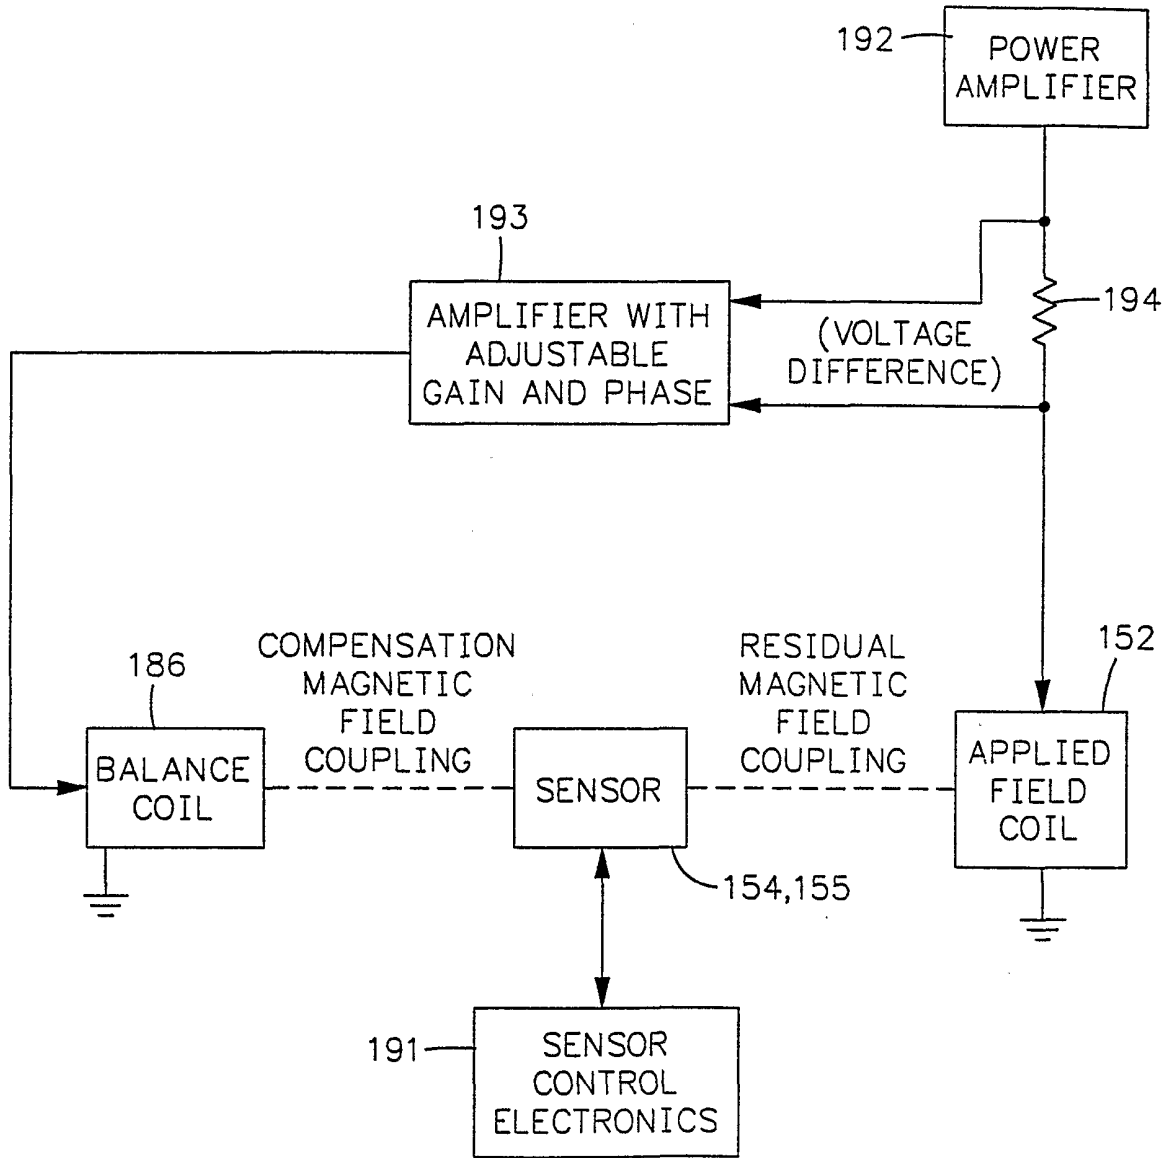 192
POWER
AMPLIFIER
193
AMPLIFIER WITH
ADJUSTABLE
GAIN AND PHASE
(VOLTAGE
DIFFERENCE)
194
186
COMPENSATION
MAGNETIC
FIELD
COUPLING
RESIDUAL
MAGNETIC
FIELD
COUPLING
152
BALANCE
COIL
SENSOR
APPLIED
FIELD
COIL
154,155
191
SENSOR
CONTROL
ELECTRONICS